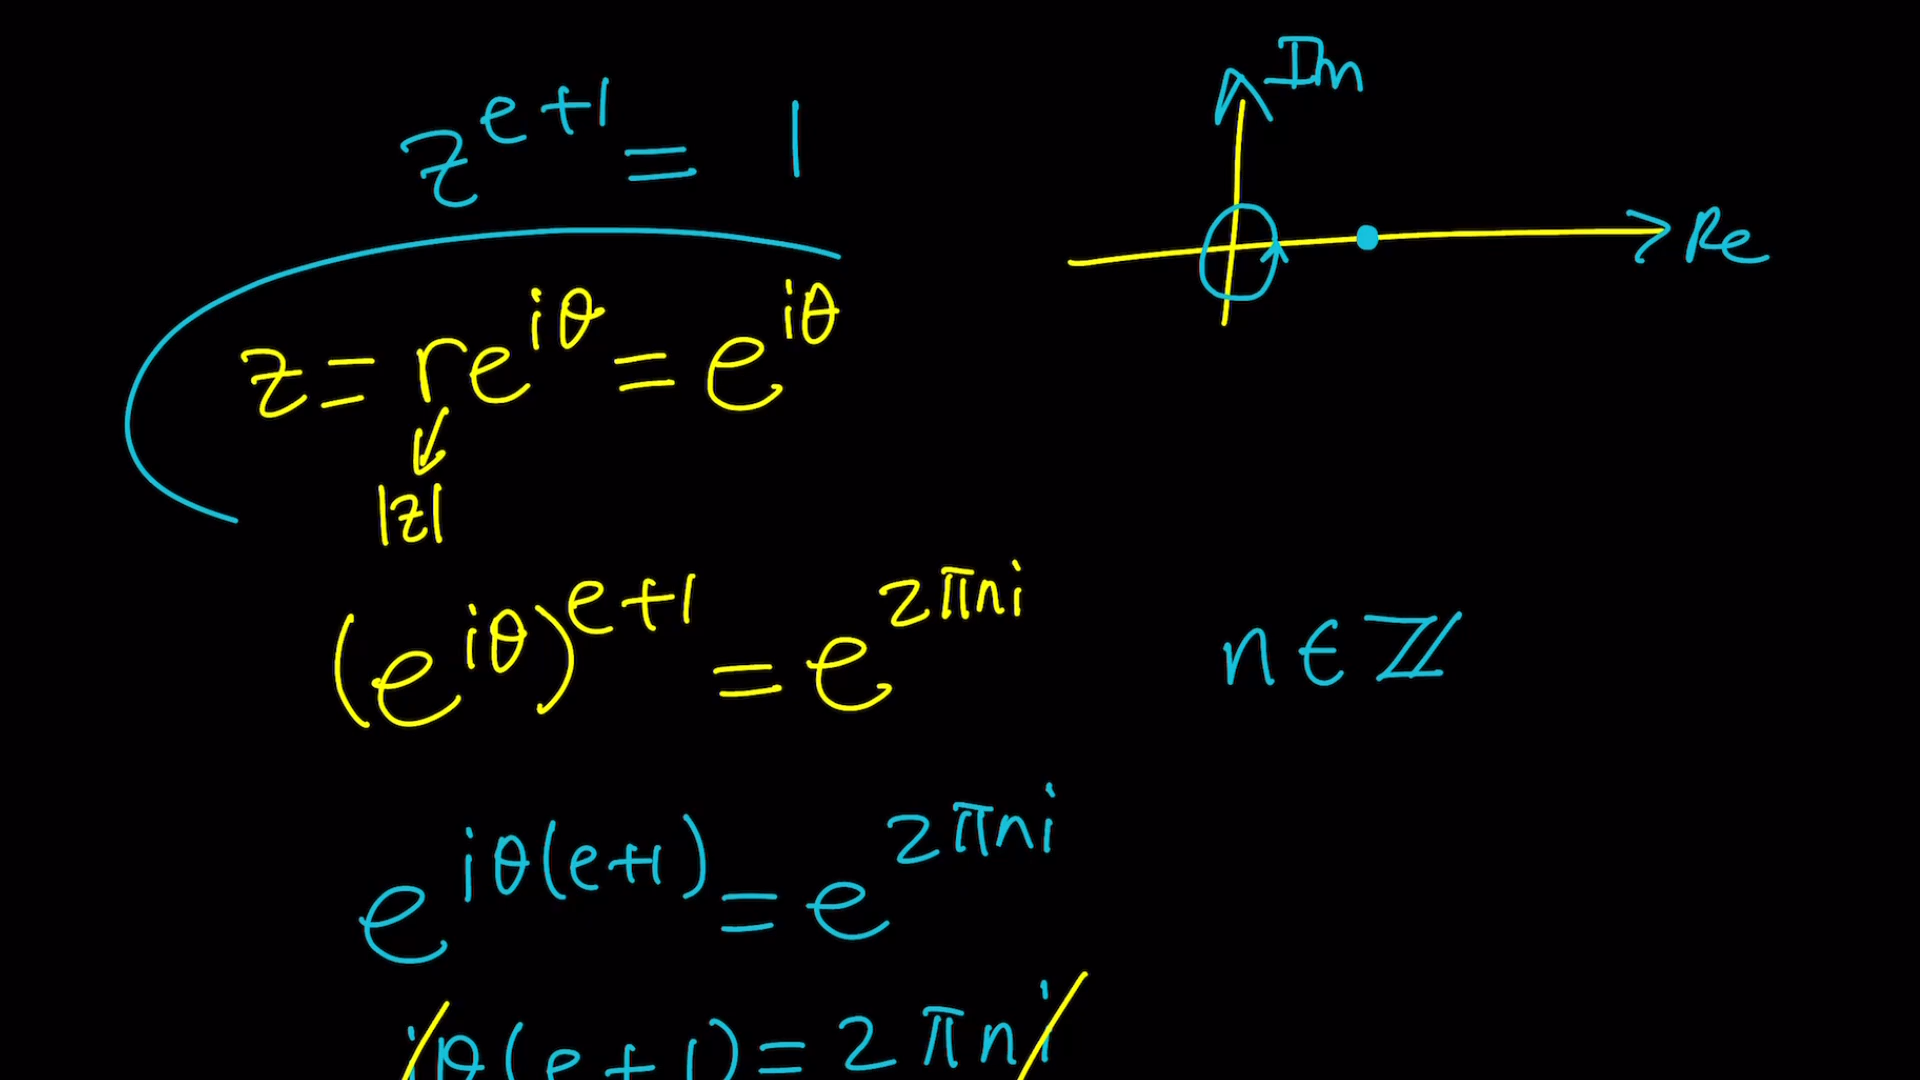 Im
z^{e+1} = 1
Re
z = re^{iθ} = e^{iθ}
|z|
(e^{iθ})^{e+1} = e^{2πni} n ∈ ℤ
e^{iθ(e+1)} = e^{2πni}
iθ(e+1) = 2πni